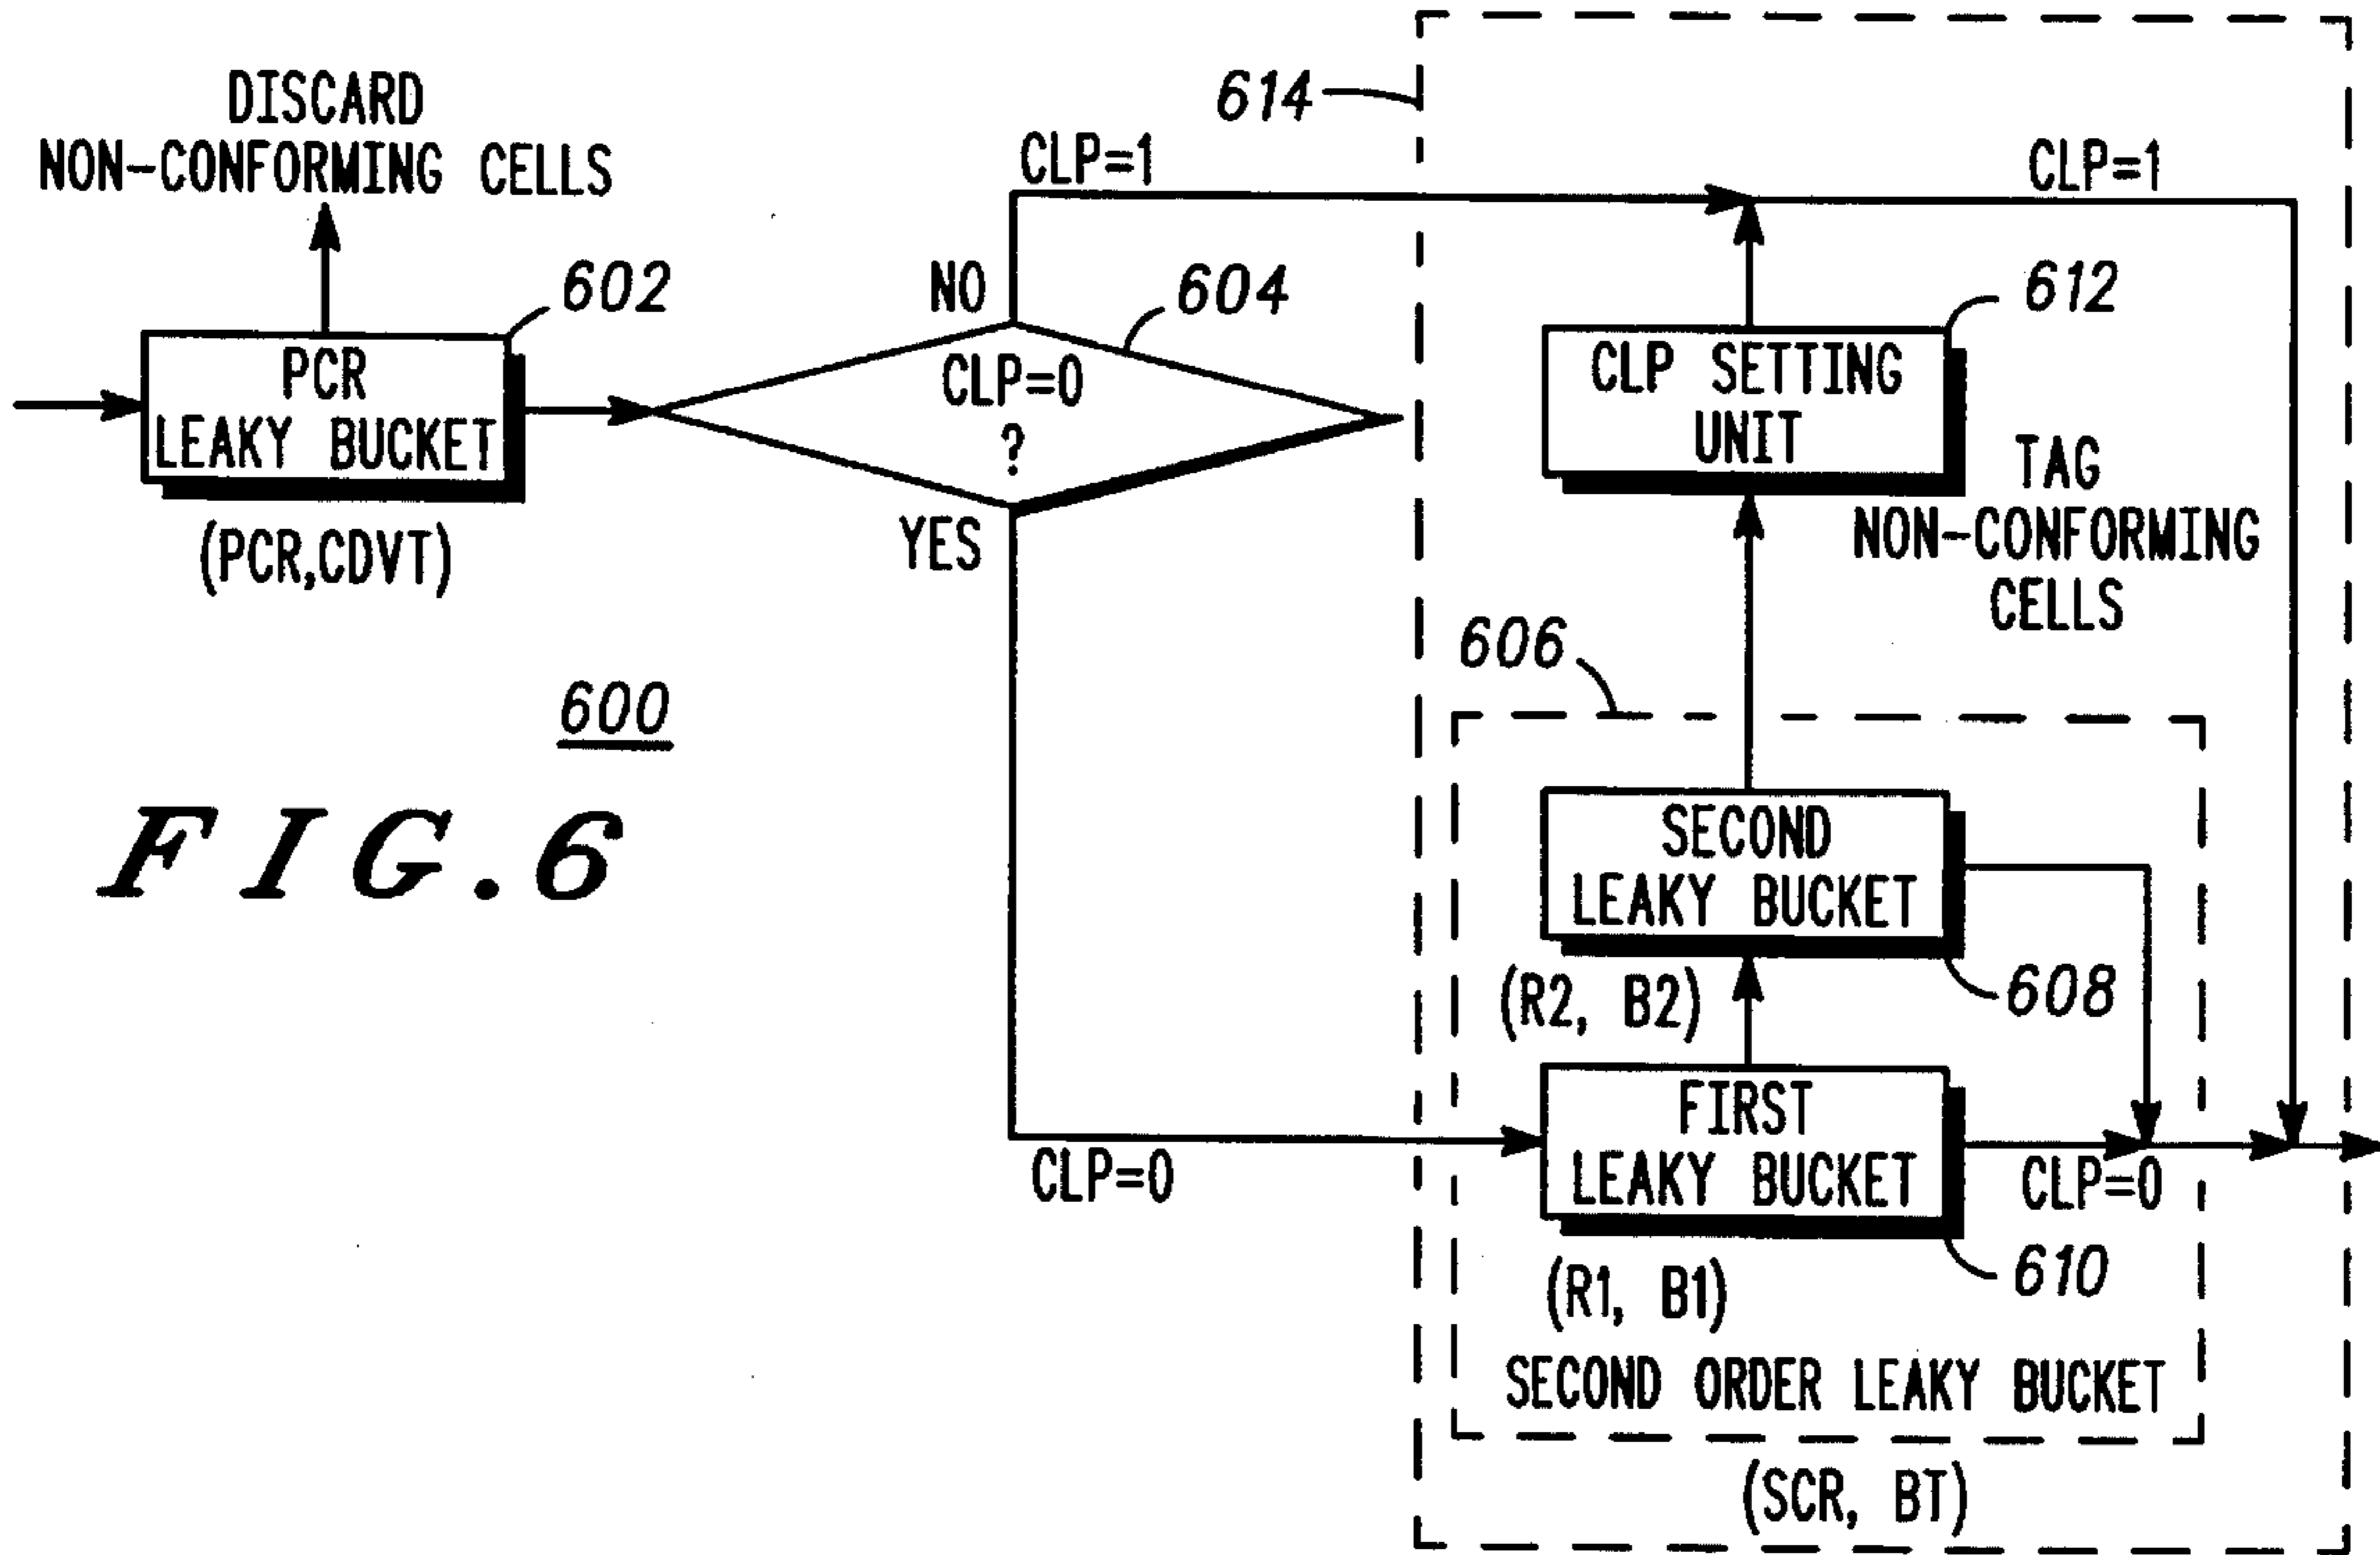 DISCARD
NON-CONFORMING CELLS
602
PCR
LEAKY BUCKET
(PCR,CDVT)
NO
CLP=1
604
CLP=0
?
YES
CLP=0
614
CLP=1
612
CLP SETTING
UNIT
TAG
NON-CONFORMING
CELLS
606
SECOND
LEAKY BUCKET
(R2, B2)
608
FIRST
LEAKY BUCKET
CLP=0
(R1, B1)
610
SECOND ORDER LEAKY BUCKET
(SCR, BT)
600
FIG.6